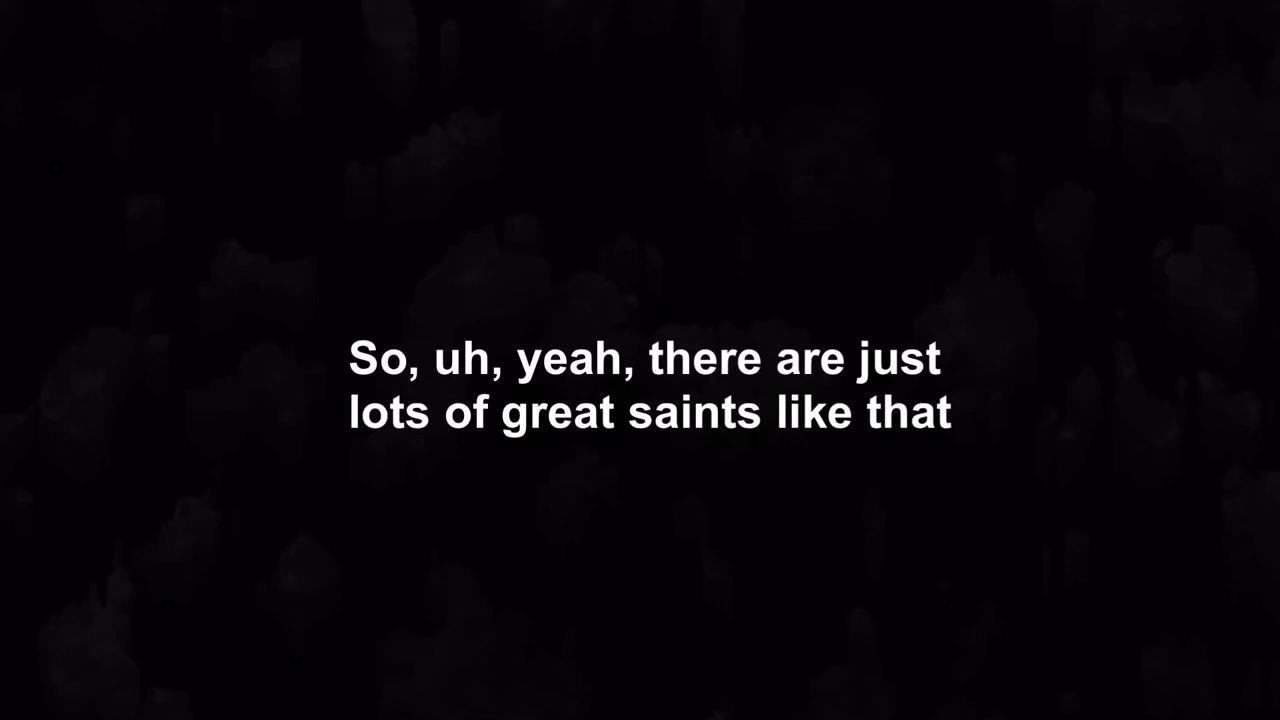 So, uh, yeah, there are just
lots of great saints like that